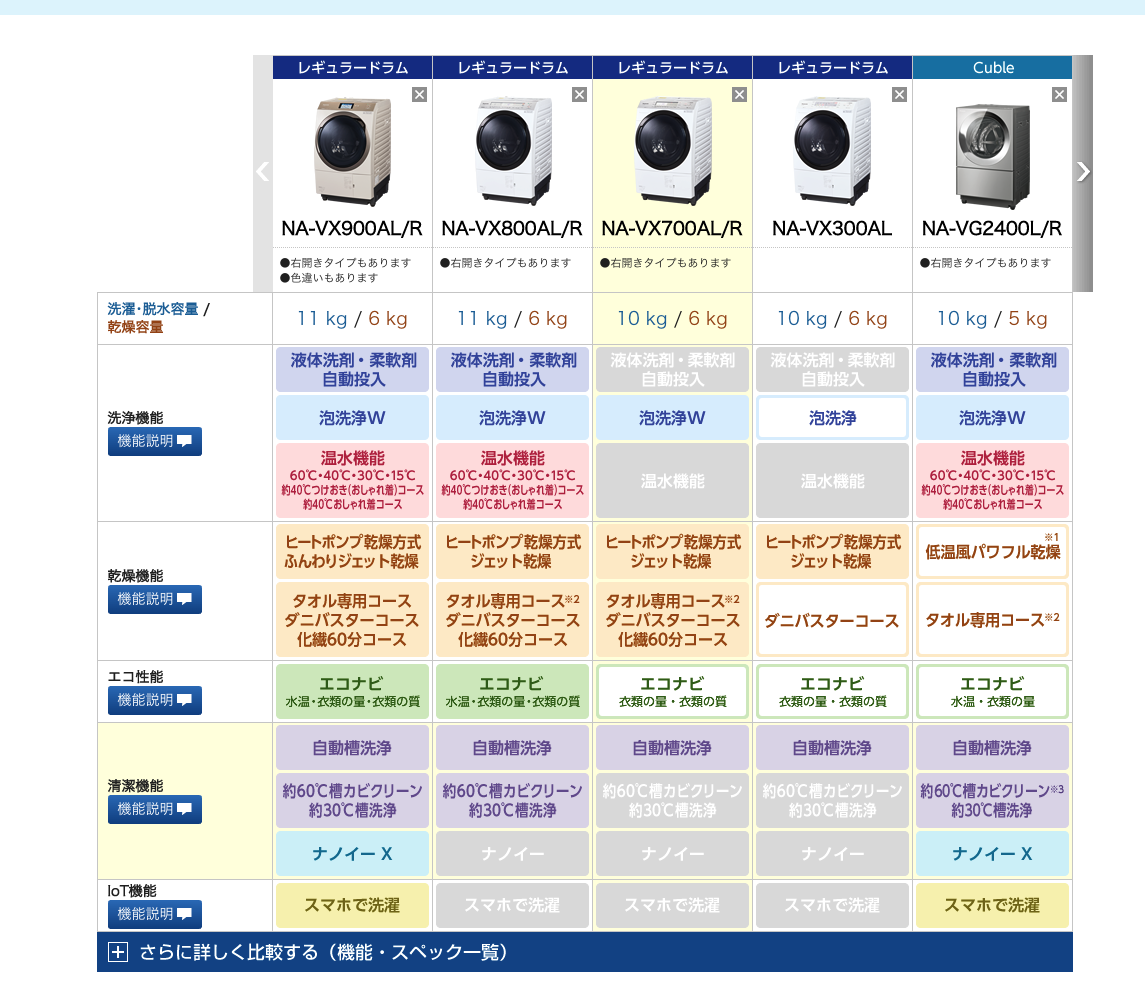 レギュラードラム
レギュラードラム
レギュラードラム
レギュラードラム
Cuble
NA-VX900AL/R
NA-VX800AL/R
NA-VX700AL/R
NA-VX300AL
NA-VG2400L/R
●右開きタイプもあります
●色違いもあります
●右開きタイプもあります
●右開きタイプもあります
●右開きタイプもあります
洗濯・脱水容量 /
乾燥容量
11 kg / 6 kg
11 kg / 6 kg
10 kg / 6 kg
10 kg / 6 kg
10 kg / 5 kg
洗浄機能
機能説明
液体洗剤・柔軟剤
自動投入
液体洗剤・柔軟剤
自動投入
液体洗剤・柔軟剤
自動投入
液体洗剤・柔軟剤
自動投入
液体洗剤・柔軟剤
自動投入
泡洗浄W
泡洗浄W
泡洗浄W
泡洗浄
泡洗浄W
温水機能
60℃・40℃・30℃・15℃
約40℃つけおき(おしゃれ着)コース
約40℃おしゃれ着コース
温水機能
60℃・40℃・30℃・15℃
約40℃つけおき(おしゃれ着)コース
約40℃おしゃれ着コース
温水機能
温水機能
温水機能
60℃・40℃・30℃・15℃
約40℃つけおき(おしゃれ着)コース
約40℃おしゃれ着コース
乾燥機能
機能説明
ヒートポンプ乾燥方式
ふんわりジェット乾燥
ヒートポンプ乾燥方式
ジェット乾燥
ヒートポンプ乾燥方式
ジェット乾燥
ヒートポンプ乾燥方式
ジェット乾燥
※1
低温風パワフル乾燥
タオル専用コース
ダニバスターコース
化繊60分コース
タオル専用コース※2
ダニバスターコース
化繊60分コース
タオル専用コース※2
ダニバスターコース
化繊60分コース
ダニバスターコース
タオル専用コース※2
エコ性能
機能説明
エコナビ
水温・衣類の量・衣類の質
エコナビ
水温・衣類の量・衣類の質
エコナビ
衣類の量・衣類の質
エコナビ
衣類の量・衣類の質
エコナビ
水温・衣類の量
清潔機能
機能説明
自動槽洗浄
自動槽洗浄
自動槽洗浄
自動槽洗浄
自動槽洗浄
約60℃槽カビクリーン
約30℃槽洗浄
約60℃槽カビクリーン
約30℃槽洗浄
約60℃槽カビクリーン
約30℃槽洗浄
約60℃槽カビクリーン
約30℃槽洗浄
約60℃槽カビクリーン※3
約30℃槽洗浄
ナノイー X
ナノイー
ナノイー
ナノイー
ナノイー X
IoT機能
機能説明
スマホで洗濯
スマホで洗濯
スマホで洗濯
スマホで洗濯
スマホで洗濯
さらに詳しく比較する（機能・スペック一覧）